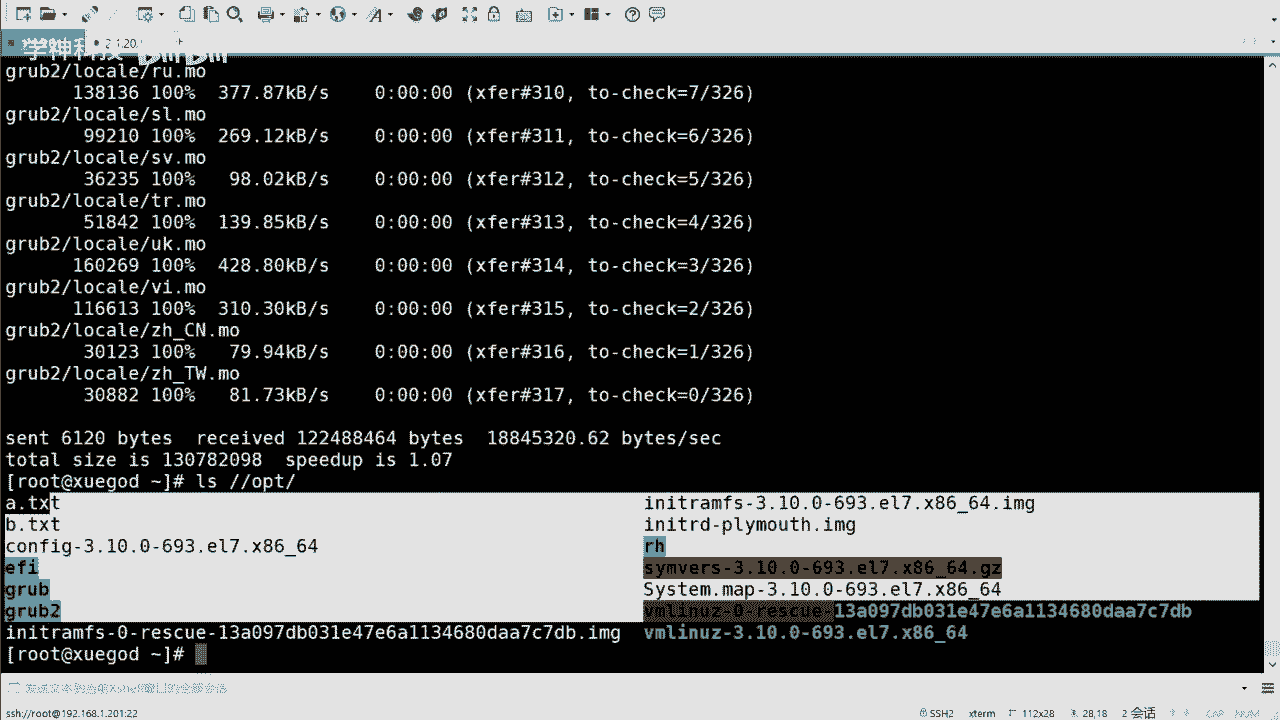 学神科技 bilibili
2 1.20. +
grub2/locale/ru.mo
138136 100% 377.87kB/s 0:00:00 (xfer#310, to-check=7/326)
grub2/locale/sl.mo
99210 100% 269.12kB/s 0:00:00 (xfer#311, to-check=6/326)
grub2/locale/sv.mo
36235 100% 98.02kB/s 0:00:00 (xfer#312, to-check=5/326)
grub2/locale/tr.mo
51842 100% 139.85kB/s 0:00:00 (xfer#313, to-check=4/326)
grub2/locale/uk.mo
160269 100% 428.80kB/s 0:00:00 (xfer#314, to-check=3/326)
grub2/locale/vi.mo
116613 100% 310.30kB/s 0:00:00 (xfer#315, to-check=2/326)
grub2/locale/zh_CN.mo
30123 100% 79.94kB/s 0:00:00 (xfer#316, to-check=1/326)
grub2/locale/zh_TW.mo
30882 100% 81.73kB/s 0:00:00 (xfer#317, to-check=0/326)
sent 6120 bytes received 122488464 bytes 18845320.62 bytes/sec
total size is 130782098 speedup is 1.07
[root@xuegod ~]# ls //opt/
a.txt initramfs-3.10.0-693.el7.x86_64.img
b.txt initrd-plymouth.img
config-3.10.0-693.el7.x86_64 rh
efi symvers-3.10.0-693.el7.x86_64.gz
grub System.map-3.10.0-693.el7.x86_64
grub2 vmlinuz-0-rescue-13a097db031e47e6a1134680daa7c7db
initramfs-0-rescue-13a097db031e47e6a1134680daa7c7db.img vmlinuz-3.10.0-693.el7.x86_64
[root@xuegod ~]#
ssh://root@192.168.1.201:22 SSH2 xterm 112x28 28,18 2 会话 CAP NUM